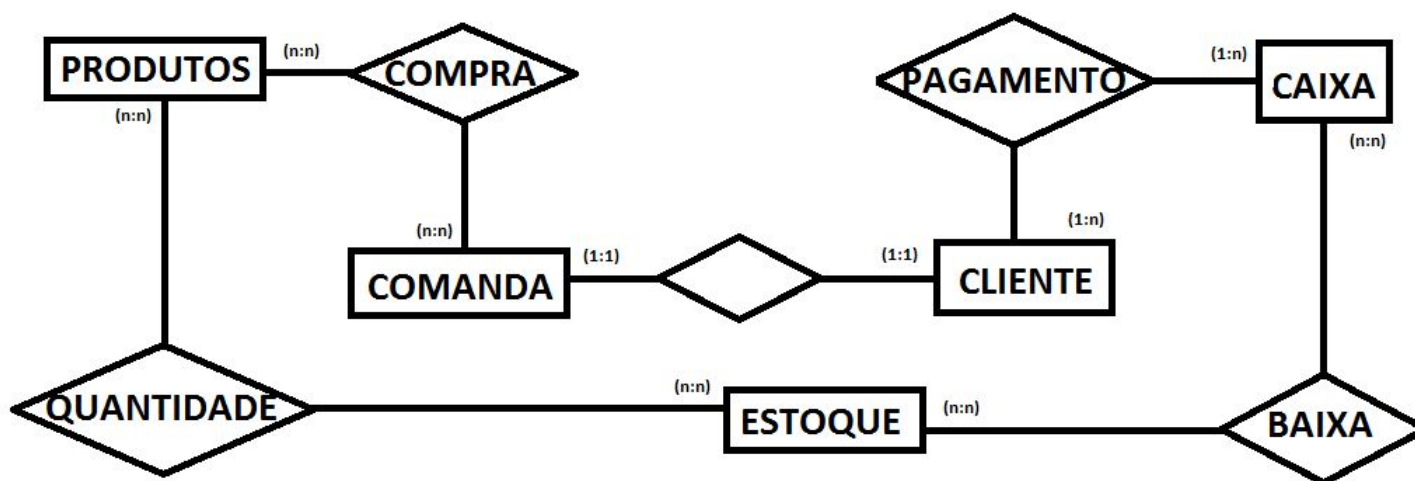 (n:n)
PRODUTOS
COMPRA
(n:n)
PAGAMENTO
(1:n)
CAIXA
(n:n)
(n:n)
COMANDA
(1:1)
(1:1)
(1:n)
CLIENTE
QUANTIDADE
(n:n)
ESTOQUE
(n:n)
BAIXA